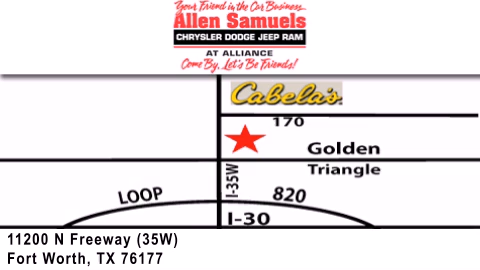 Your Friend in the Car Business
Allen Samuels
CHRYSLER DODGE JEEP RAM
AT ALLIANCE
Come By, Let's Be Friends!
Cabela's
170
Golden
Triangle
I-35W
LOOP 820
I-30
11200 N Freeway (35W)
Fort Worth, TX 76177